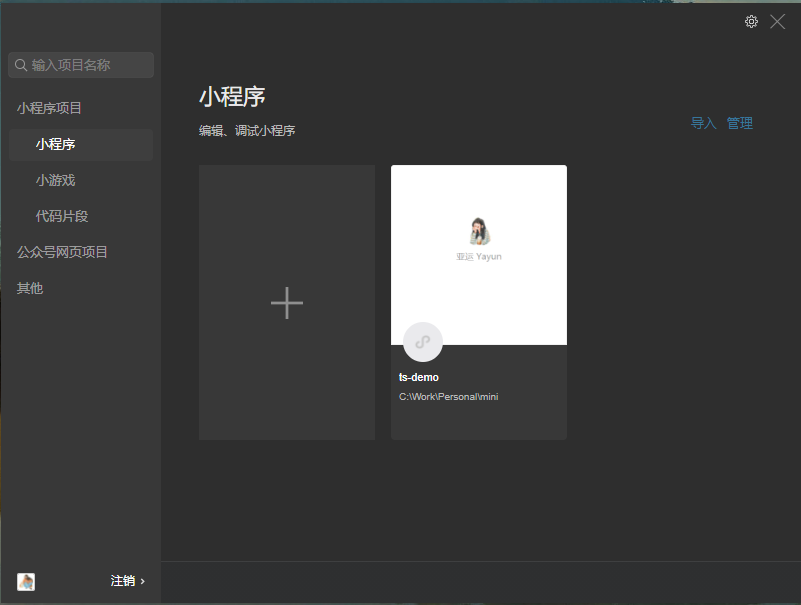 输入项目名称
小程序项目
小程序
小游戏
代码片段
公众号网页项目
其他
注销 ›
小程序
编辑、调试小程序
导入 管理
亚运 Yayun
ts-demo
C:\Work\Personal\mini